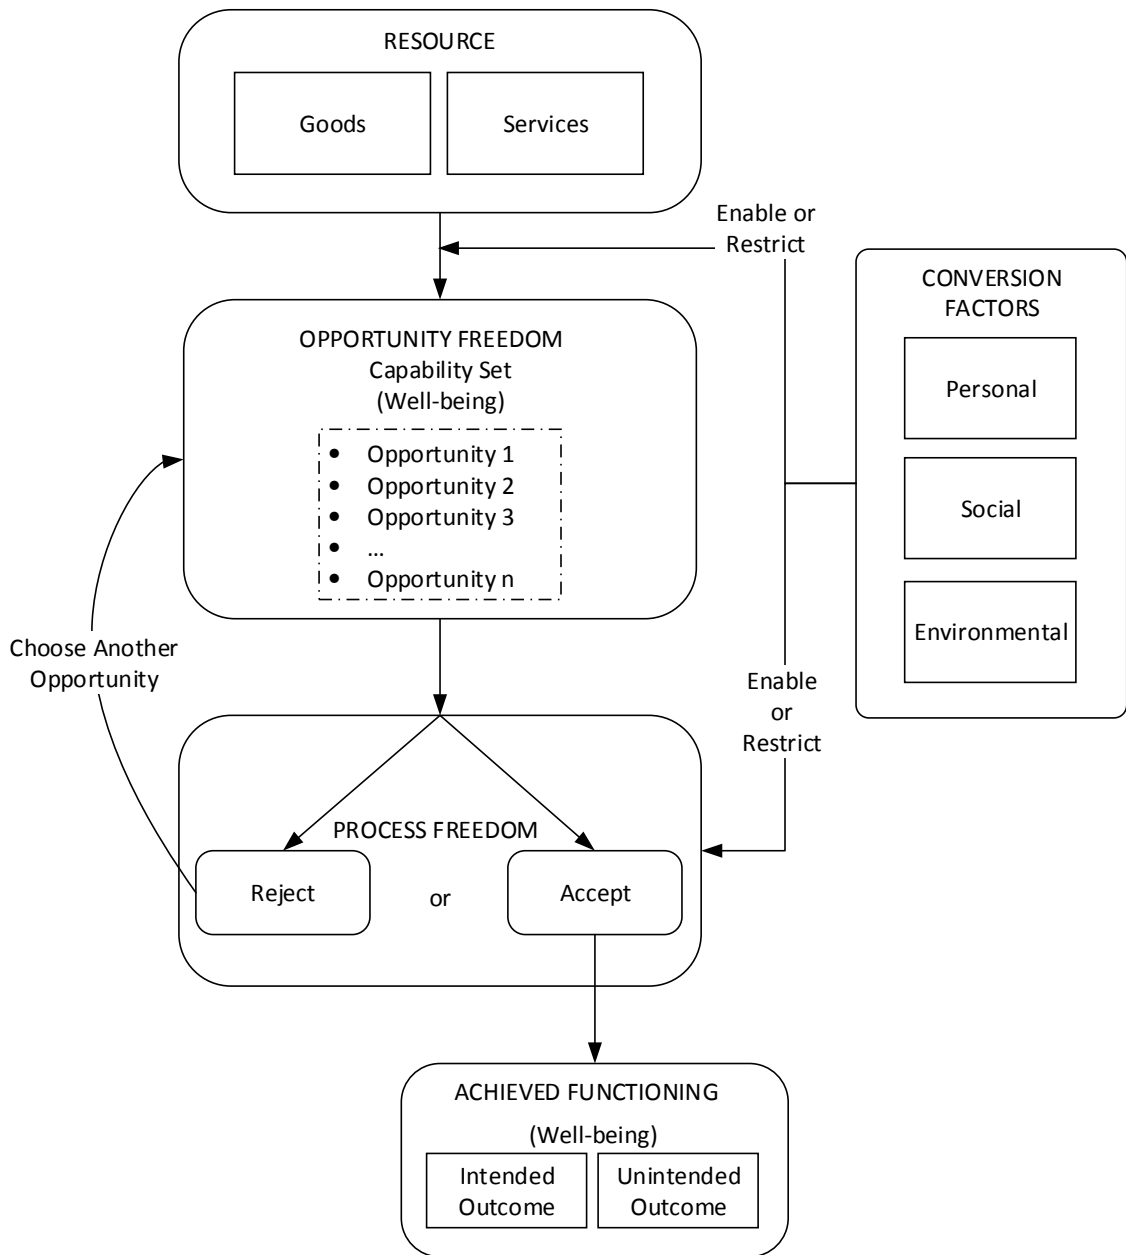 RESOURCE
Goods
Services
Enable or
Restrict
CONVERSION
FACTORS
Personal
Social
Environmental
OPPORTUNITY FREEDOM
Capability Set
(Well-being)
• Opportunity 1
• Opportunity 2
• Opportunity 3
• ...
• Opportunity n
Choose Another
Opportunity
Enable
or
Restrict
PROCESS FREEDOM
Reject
or
Accept
ACHIEVED FUNCTIONING
(Well-being)
Intended
Outcome
Unintended
Outcome